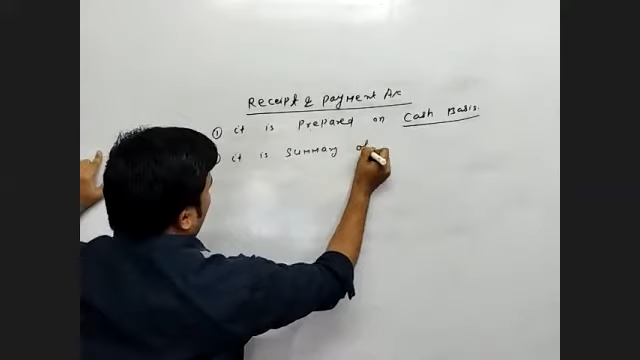 Receipt & Payment A/c
① it is Prepared on Cash Basis.
it is Summary of